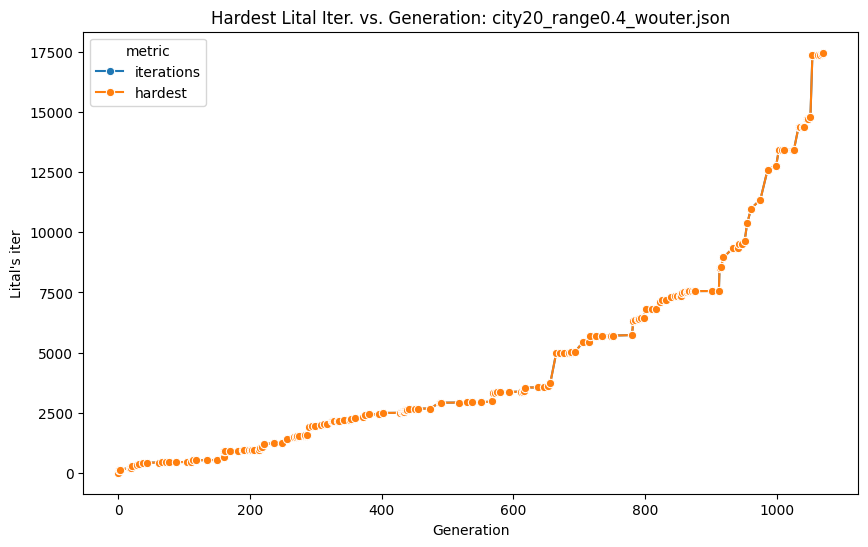 Hardest Lital Iter. vs. Generation: city20_range0.4_wouter.json
metric
iterations
hardest
17500
15000
12500
10000
7500
5000
2500
0
Lital's iter
0 200 400 600 800 1000
Generation